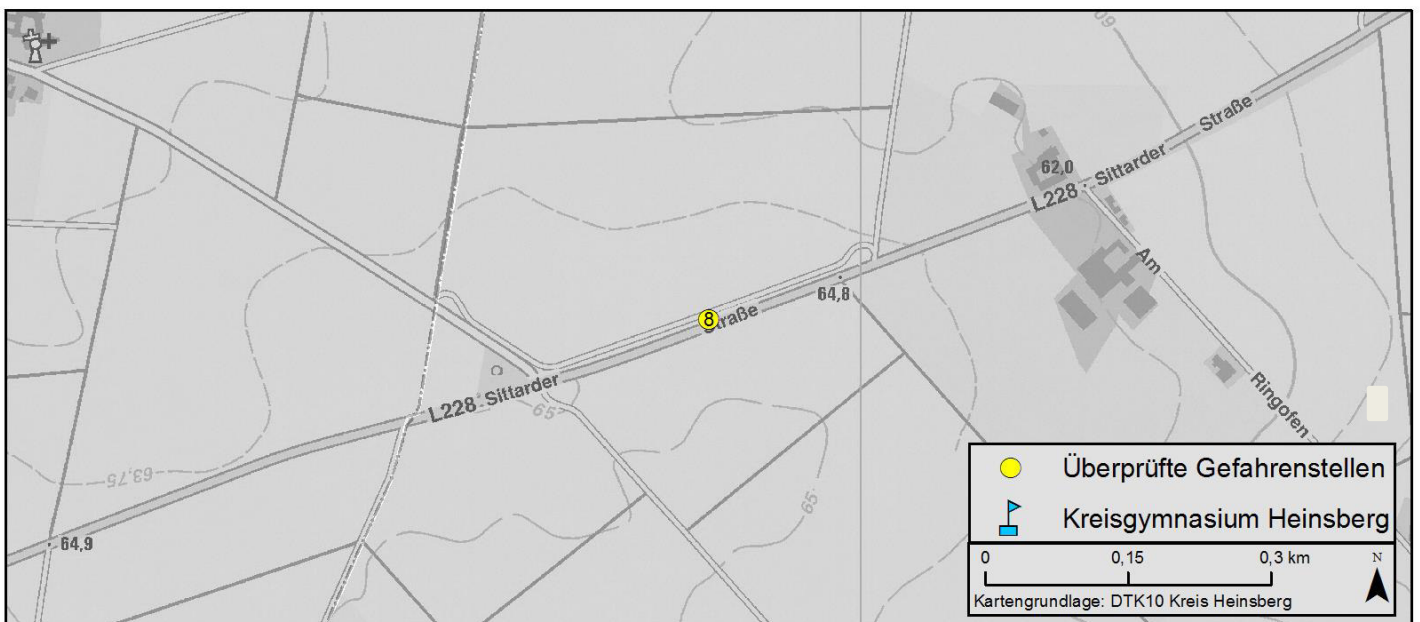 60
Straße
62,0
L228 Sittarder
Am
64,8
8
Straße
Ringofen
L228 Sittarder
65
63,75
65
64,9
Überprüfte Gefahrenstellen
Kreisgymnasium Heinsberg
0 0,15 0,3 km
N
Kartengrundlage: DTK10 Kreis Heinsberg